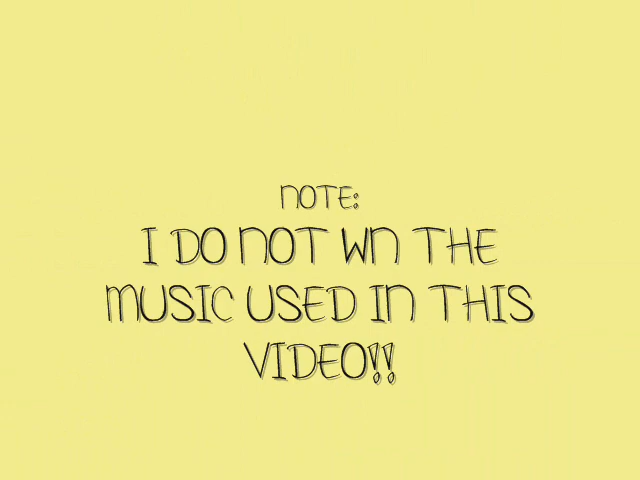 NOTE:
I DO NOT WN THE
MUSIC USED IN THIS
VIDEO!!